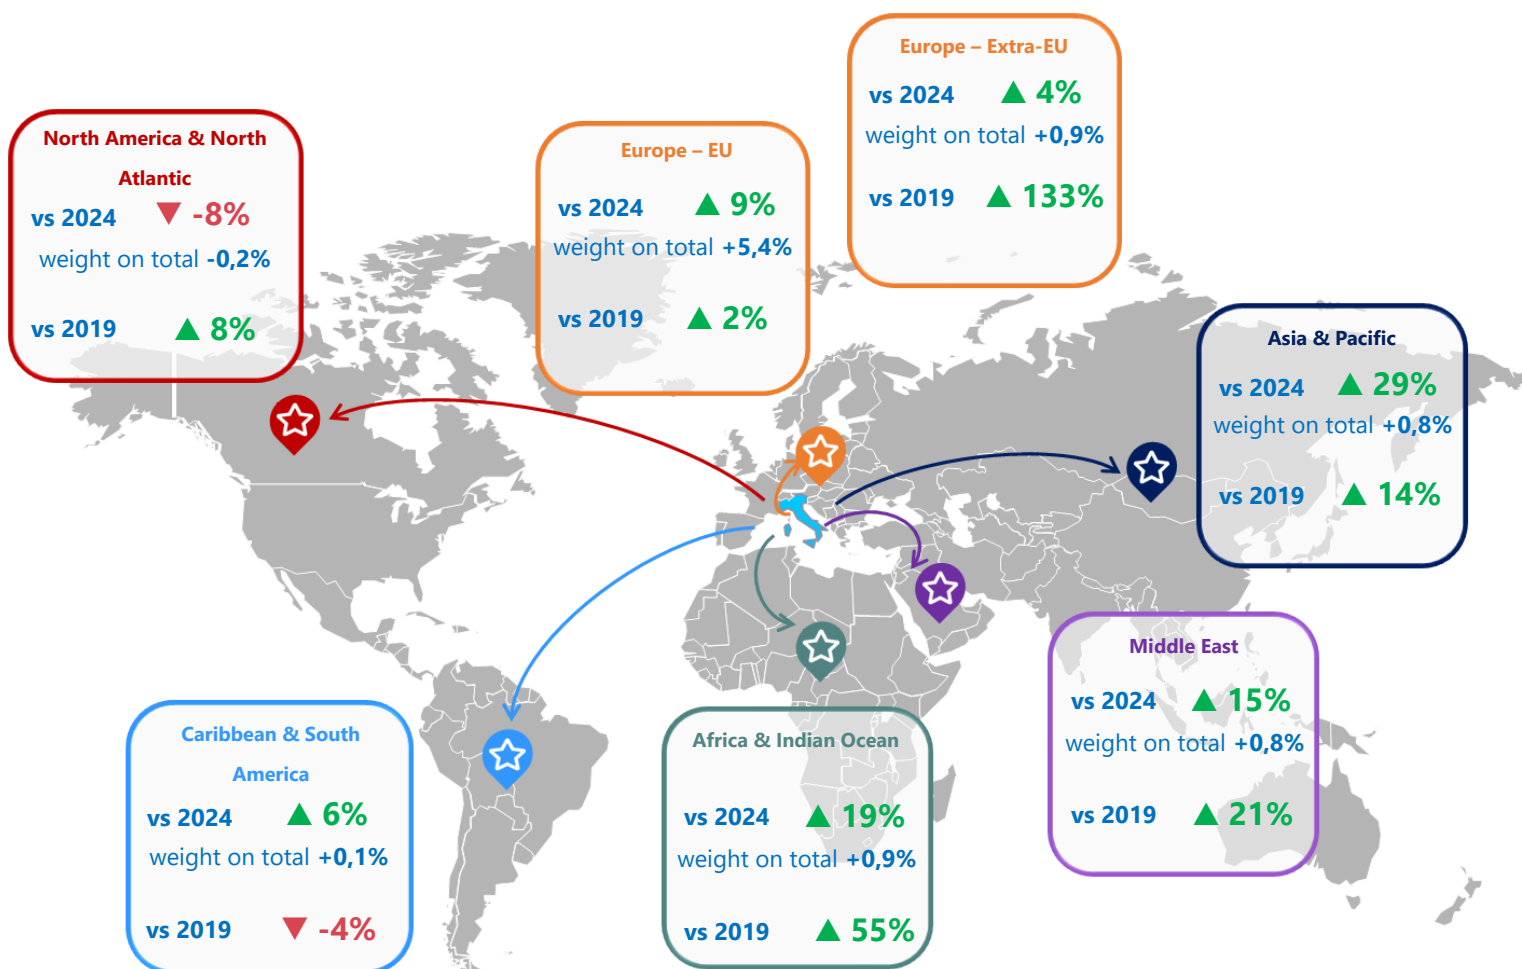 North America & North
Atlantic
vs 2024 ▼ -8%
weight on total -0,2%
vs 2019 ▲ 8%
Europe – EU
vs 2024 ▲ 9%
weight on total +5,4%
vs 2019 ▲ 2%
Europe – Extra-EU
vs 2024 ▲ 4%
weight on total +0,9%
vs 2019 ▲ 133%
Asia & Pacific
vs 2024 ▲ 29%
weight on total +0,8%
vs 2019 ▲ 14%
Middle East
vs 2024 ▲ 15%
weight on total +0,8%
vs 2019 ▲ 21%
Caribbean & South
America
vs 2024 ▲ 6%
weight on total +0,1%
vs 2019 ▼ -4%
Africa & Indian Ocean
vs 2024 ▲ 19%
weight on total +0,9%
vs 2019 ▲ 55%